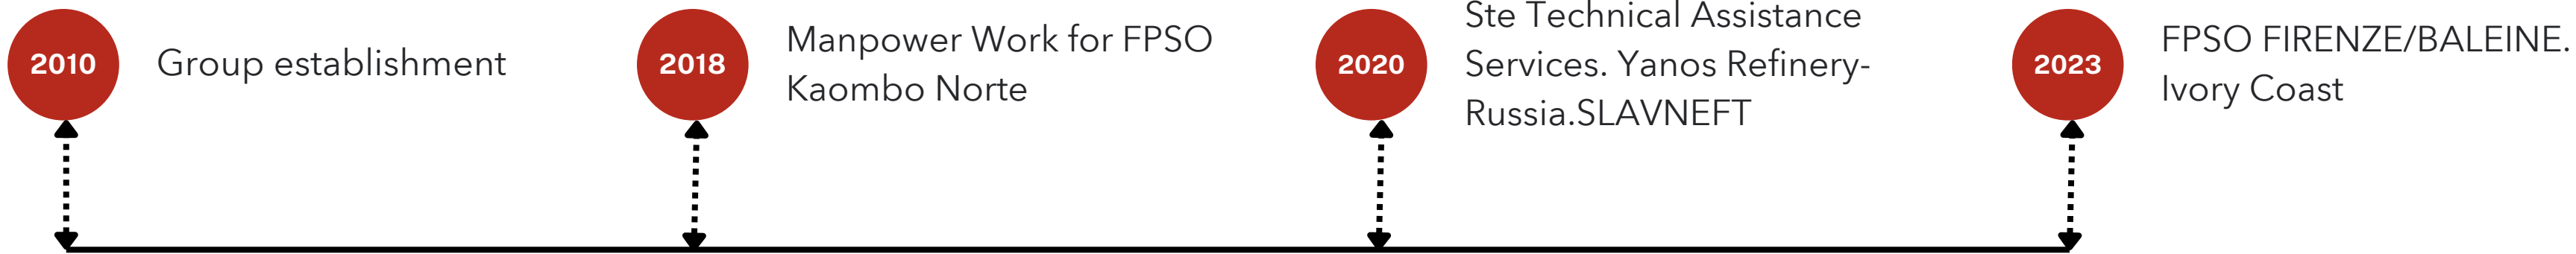 2010
Group establishment
2018
Manpower Work for FPSO
Kaombo Norte
2020
Ste Technical Assistance
Services. Yanos Refinery-
Russia.SLAVNEFT
2023
FPSO FIRENZE/BALEINE.
Ivory Coast